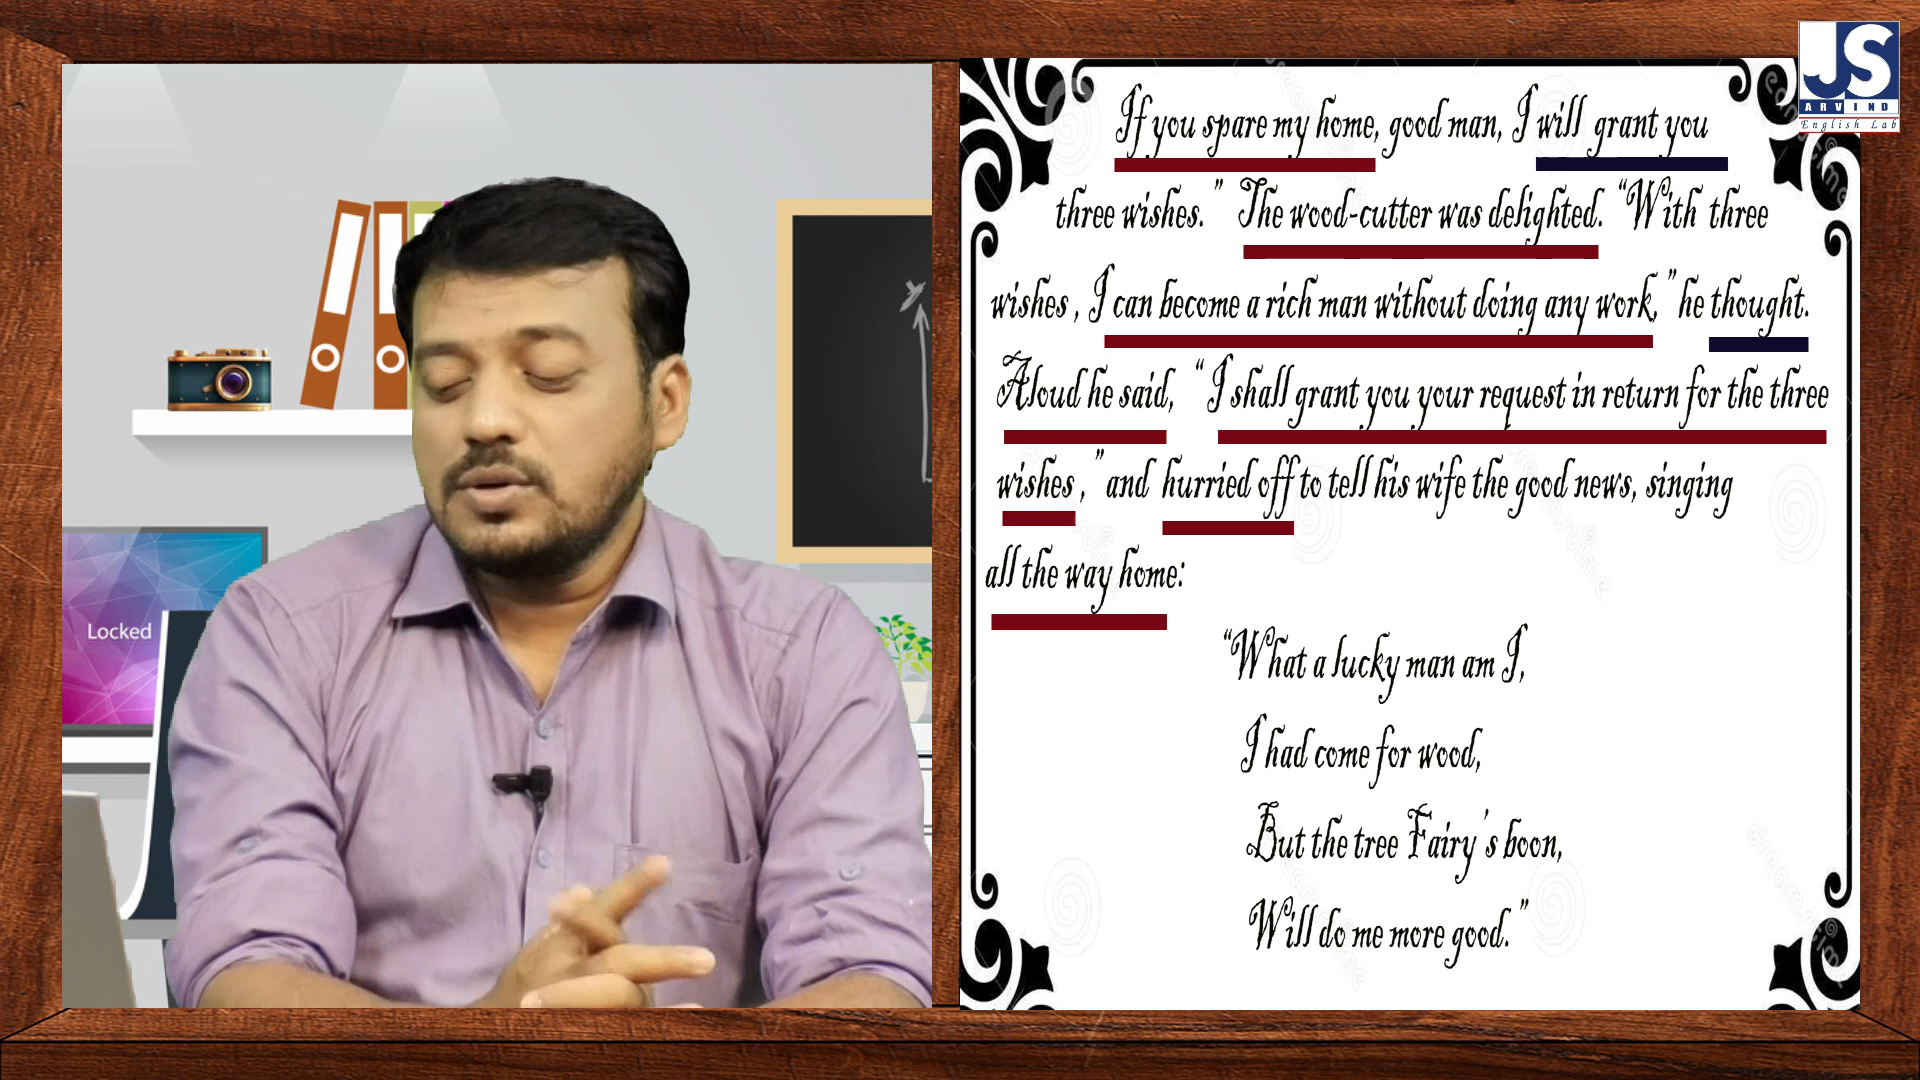 JS
ARVIND
English Lab
If you spare my home, good man, I will grant you
three wishes.” The wood-cutter was delighted. “With three
wishes, I can become a rich man without doing any work,” he thought.
Aloud he said, “I shall grant you your request in return for the three
wishes,” and hurried off to tell his wife the good news, singing
all the way home:
“What a lucky man am I,
I had come for wood,
But the tree Fairy's boon,
Will do me more good.”
Locked